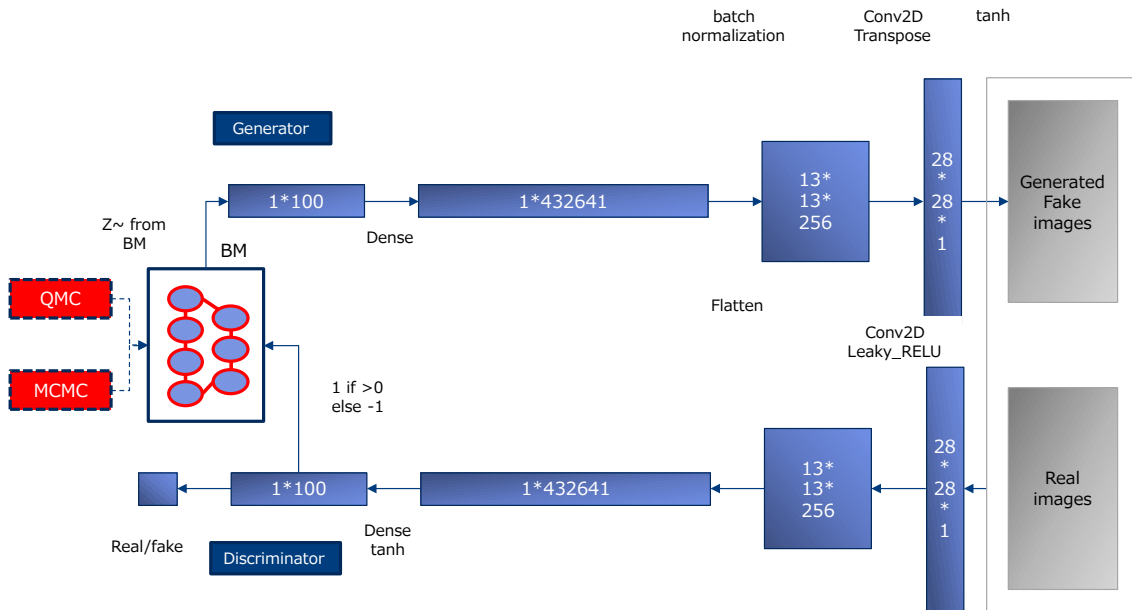 batch
normalization
Conv2D
Transpose
tanh
Generator
1*100
Dense
1*432641
13*
13*
256
28
*
28
*
1
Generated
Fake
images
Z~ from
BM
BM
QMC
MCMC
1 if >0
else -1
Flatten
Conv2D
Leaky_RELU
Real/fake
1*100
Discriminator
Dense
tanh
1*432641
13*
13*
256
28
*
28
*
1
Real
images